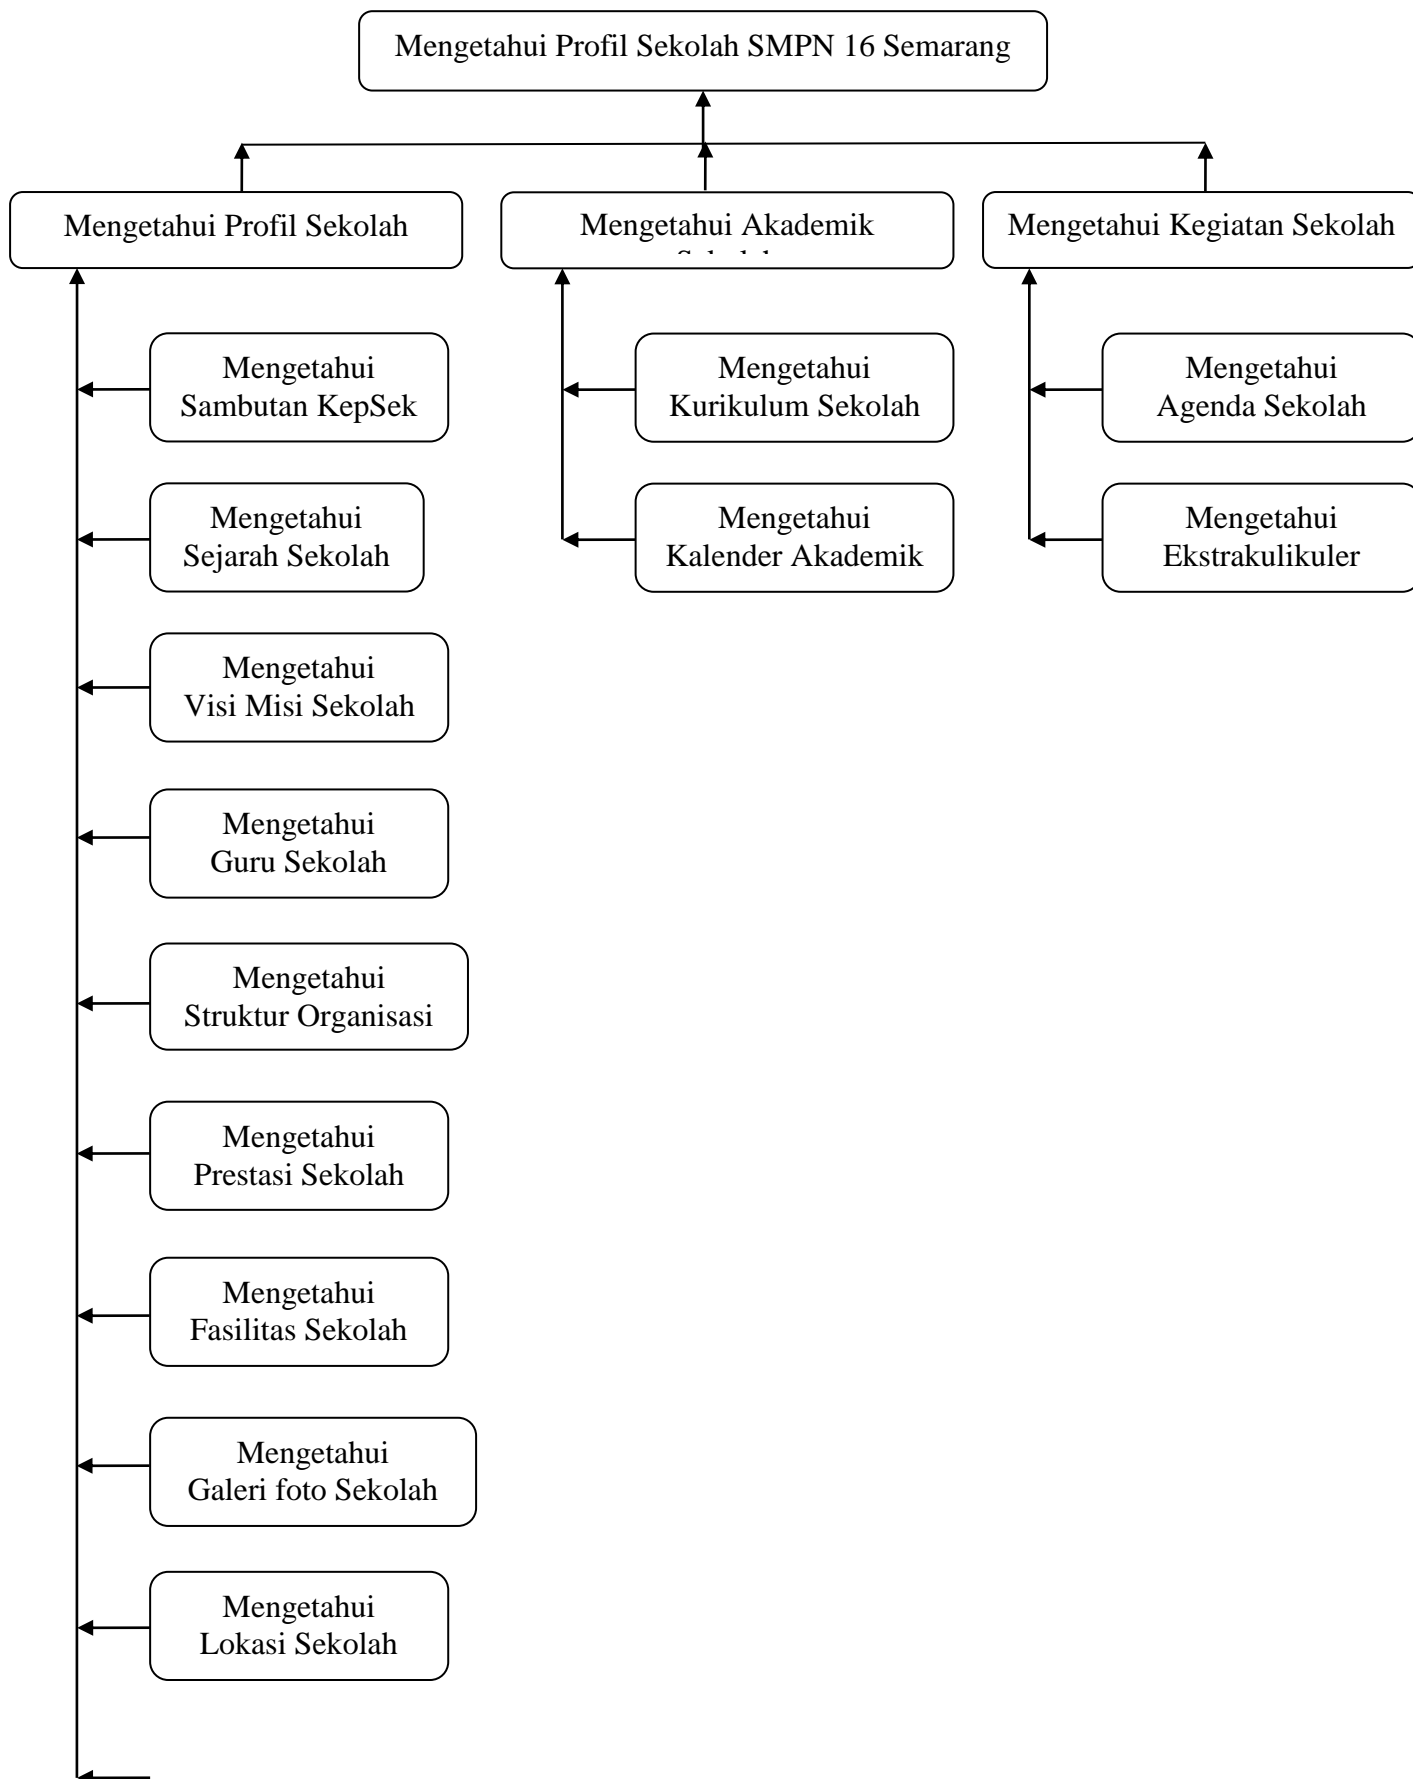 Mengetahui Profil Sekolah SMPN 16 Semarang
Mengetahui Profil Sekolah
Mengetahui Akademik
Mengetahui Kegiatan Sekolah
Mengetahui
Sambutan KepSek
Mengetahui
Kurikulum Sekolah
Mengetahui
Agenda Sekolah
Mengetahui
Sejarah Sekolah
Mengetahui
Kalender Akademik
Mengetahui
Ekstrakulikuler
Mengetahui
Visi Misi Sekolah
Mengetahui
Guru Sekolah
Mengetahui
Struktur Organisasi
Mengetahui
Prestasi Sekolah
Mengetahui
Fasilitas Sekolah
Mengetahui
Galeri foto Sekolah
Mengetahui
Lokasi Sekolah